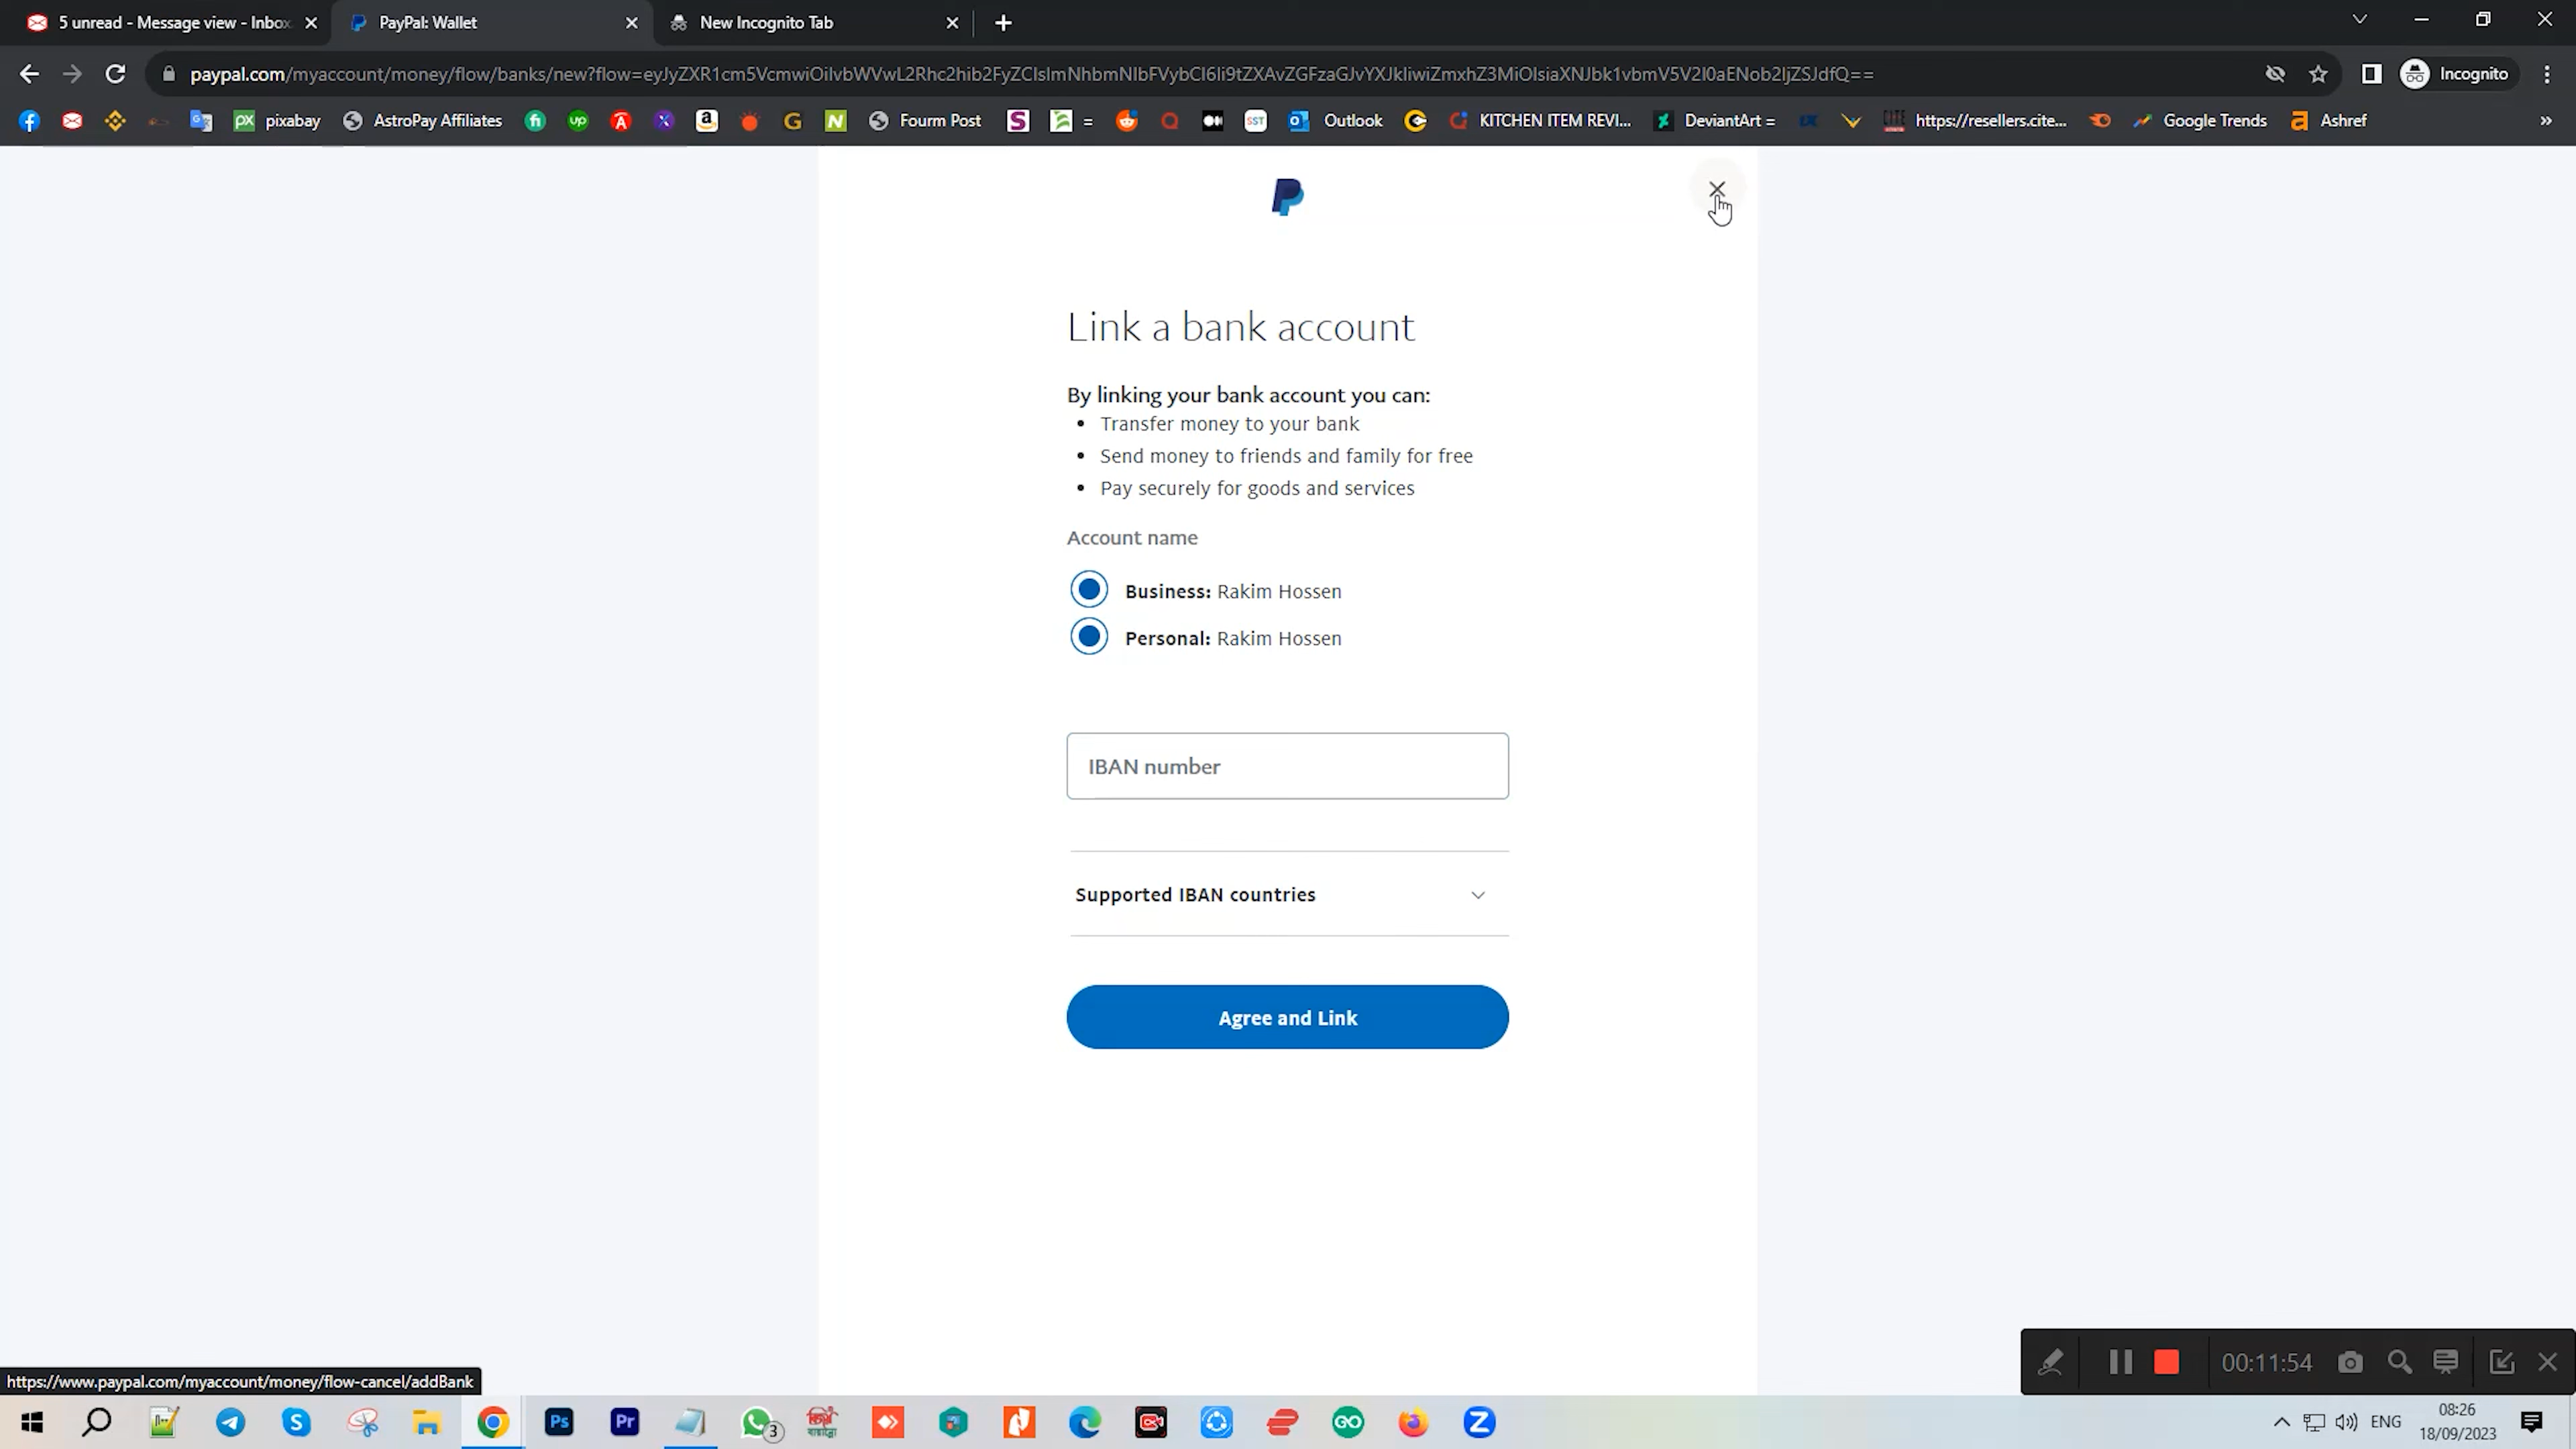 5 unread - Message view - Inbox
PayPal: Wallet
New Incognito Tab
paypal.com/myaccount/money/flow/banks/new?flow=eyJyZXR1cm5VcmwiOiIvbWVwL2Rhc2hib2FyZCIsImNhbmNlbFVybCI6Ii9tZXAvZGFzaGJvYXJkIiwiZmxhZ3MiOlsiaXNJbk1vbmV5V2l0aENob2ljZSJdfQ==
Incognito
pixabay
AstroPay Affiliates
Fourm Post
=
Outlook
KITCHEN ITEM REVI...
DeviantArt =
https://resellers.cite...
Google Trends
Ashref
»
Link a bank account
By linking your bank account you can:
• Transfer money to your bank
• Send money to friends and family for free
• Pay securely for goods and services
Account name
Business: Rakim Hossen
Personal: Rakim Hossen
IBAN number
Supported IBAN countries
Agree and Link
00:11:54
https://www.paypal.com/myaccount/money/flow-cancel/addBank
Ps
Pr
3
ENG
08:26
18/09/2023